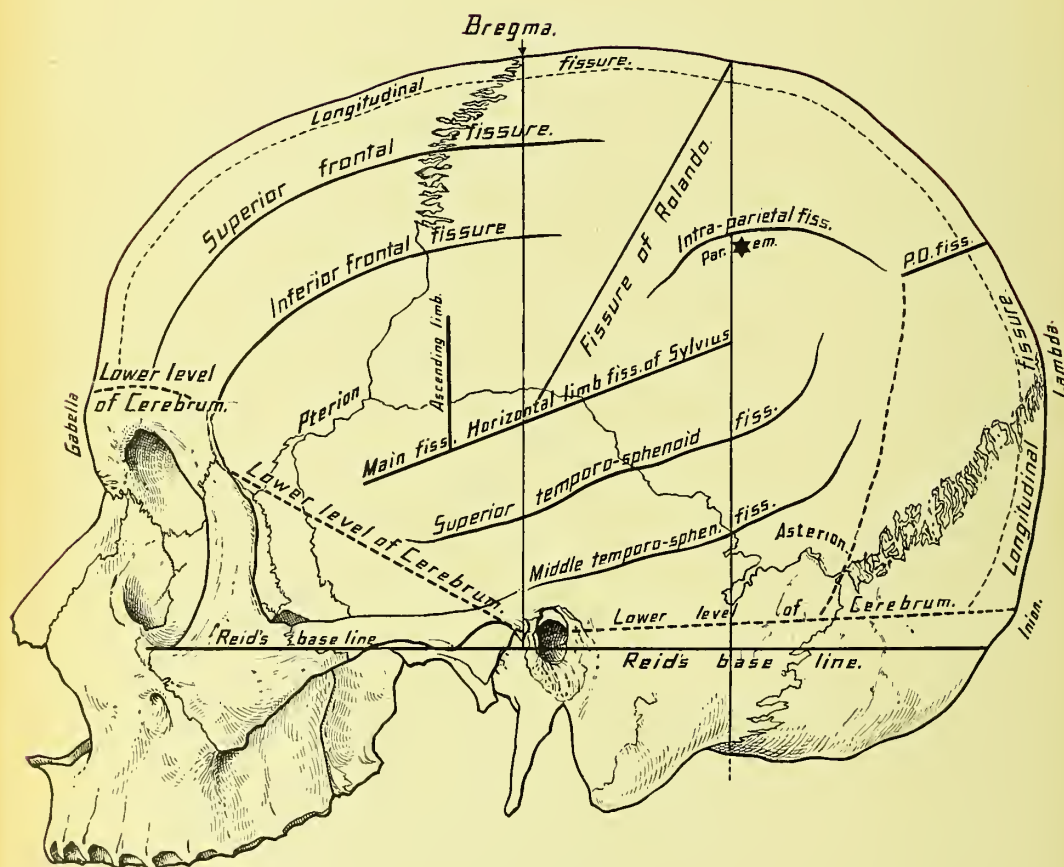 Bregma.
Longitudinal fissure.
Superior frontal fissure.
Inferior frontal fissure
Fissure of Rolando.
Intra-parietal fiss.
Par. em.
P.O. fiss.
Longitudinal fissure.
Lambda.
Ascending limb.
Lower level
of Cerebrum.
Gabella
Pterion
Main fiss. Horizontal limb fiss. of Sylvius
Lower level of Cerebrum.
Superior temporo-sphenoid fiss.
Middle temporo-sphen. fiss.
Asterion
Lower level of Cerebrum.
Inion.
Reid's base line
Reid's base line.